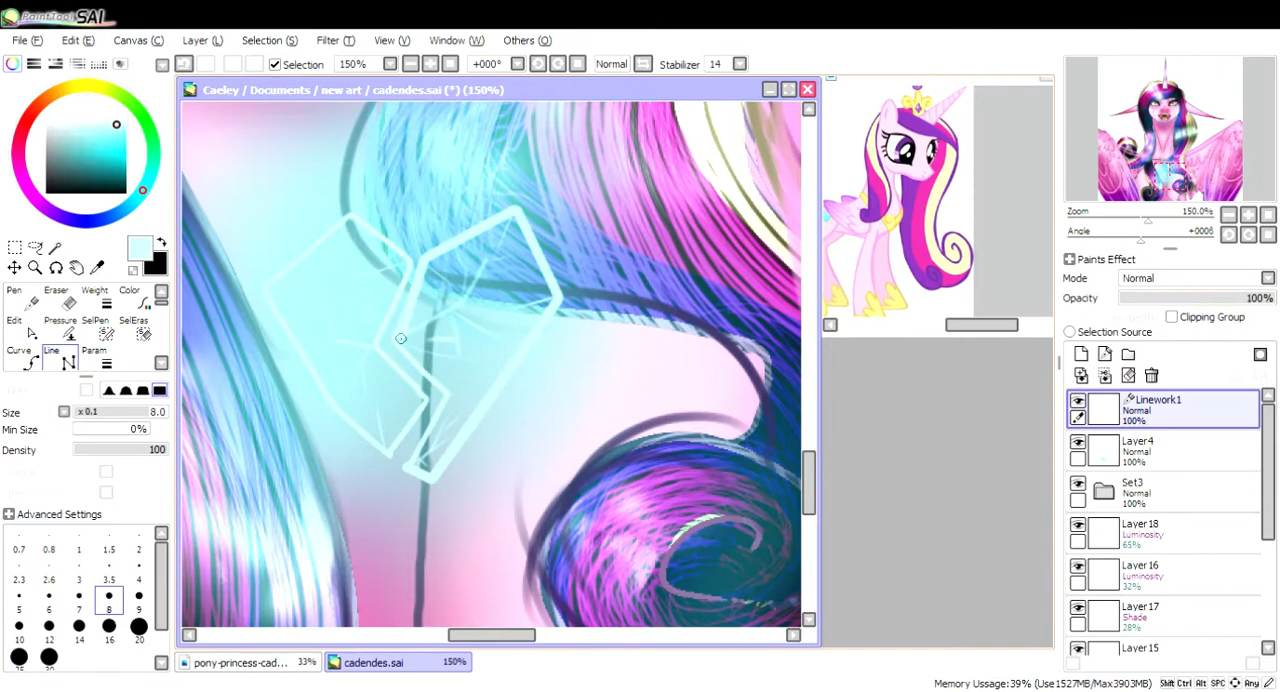 PaintTool SAI
File (F) Edit (E) Canvas (C) Layer (L) Selection (S) Filter (T) View (V) Window (W) Others (O)
Selection 150% +000° Normal Stabilizer 14
Caeley / Documents / new art / cadendes.sai (*) (150%)
Zoom 150.0%
Angle +000δ
Paints Effect
Mode Normal
Opacity 100%
Clipping Group
Selection Source
Pen Eraser Weight Color
Edit Pressure SelPen SelEras
Curve Line Param
Size x 0.1 8.0
Min Size 0%
Density 100
Advanced Settings
0.7 0.8 1 1.5 2
2.3 2.6 3 3.5 4
5 6 7 8 9
10 12 14 16 20
Linework1
Normal
100%
Layer4
Normal
100%
Set3
Normal
100%
Layer18
Luminosity
65%
Layer16
Luminosity
32%
Layer17
Shade
28%
Layer15
pony-princess-cad... 33% cadendes.sai 150%
Memory Usage:39% (Use1527MB/Max3903MB) Shift Ctrl Alt SPC Any